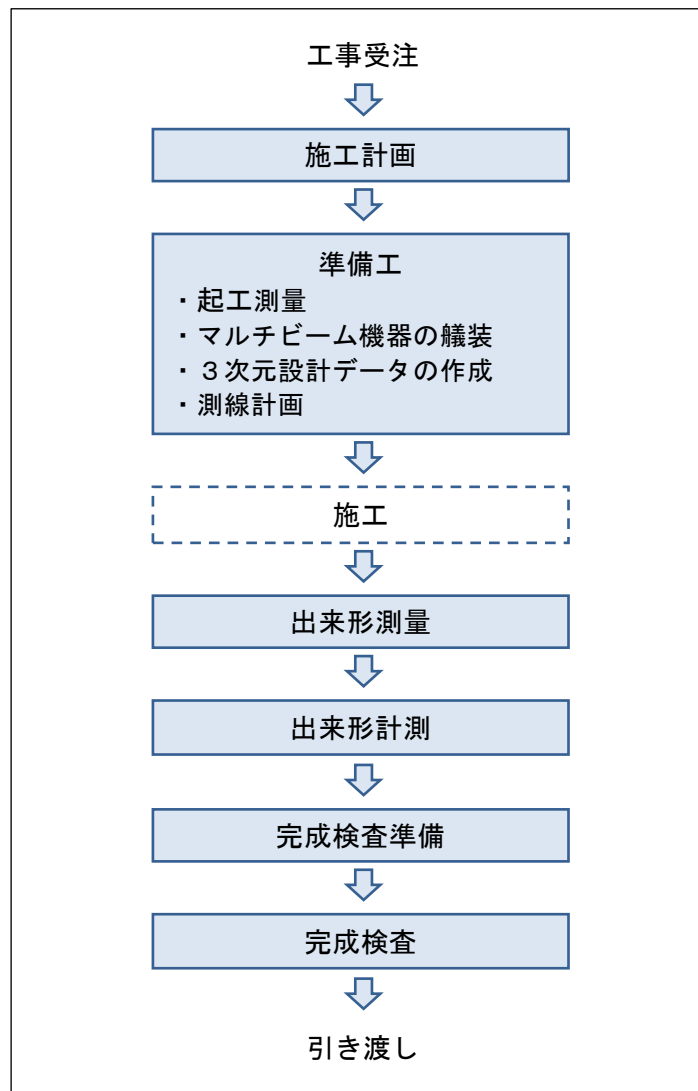 工事受注
施工計画
準備工
・起工測量
・マルチビーム機器の艤装
・３次元設計データの作成
・測線計画
施工
出来形測量
出来形計測
完成検査準備
完成検査
引き渡し